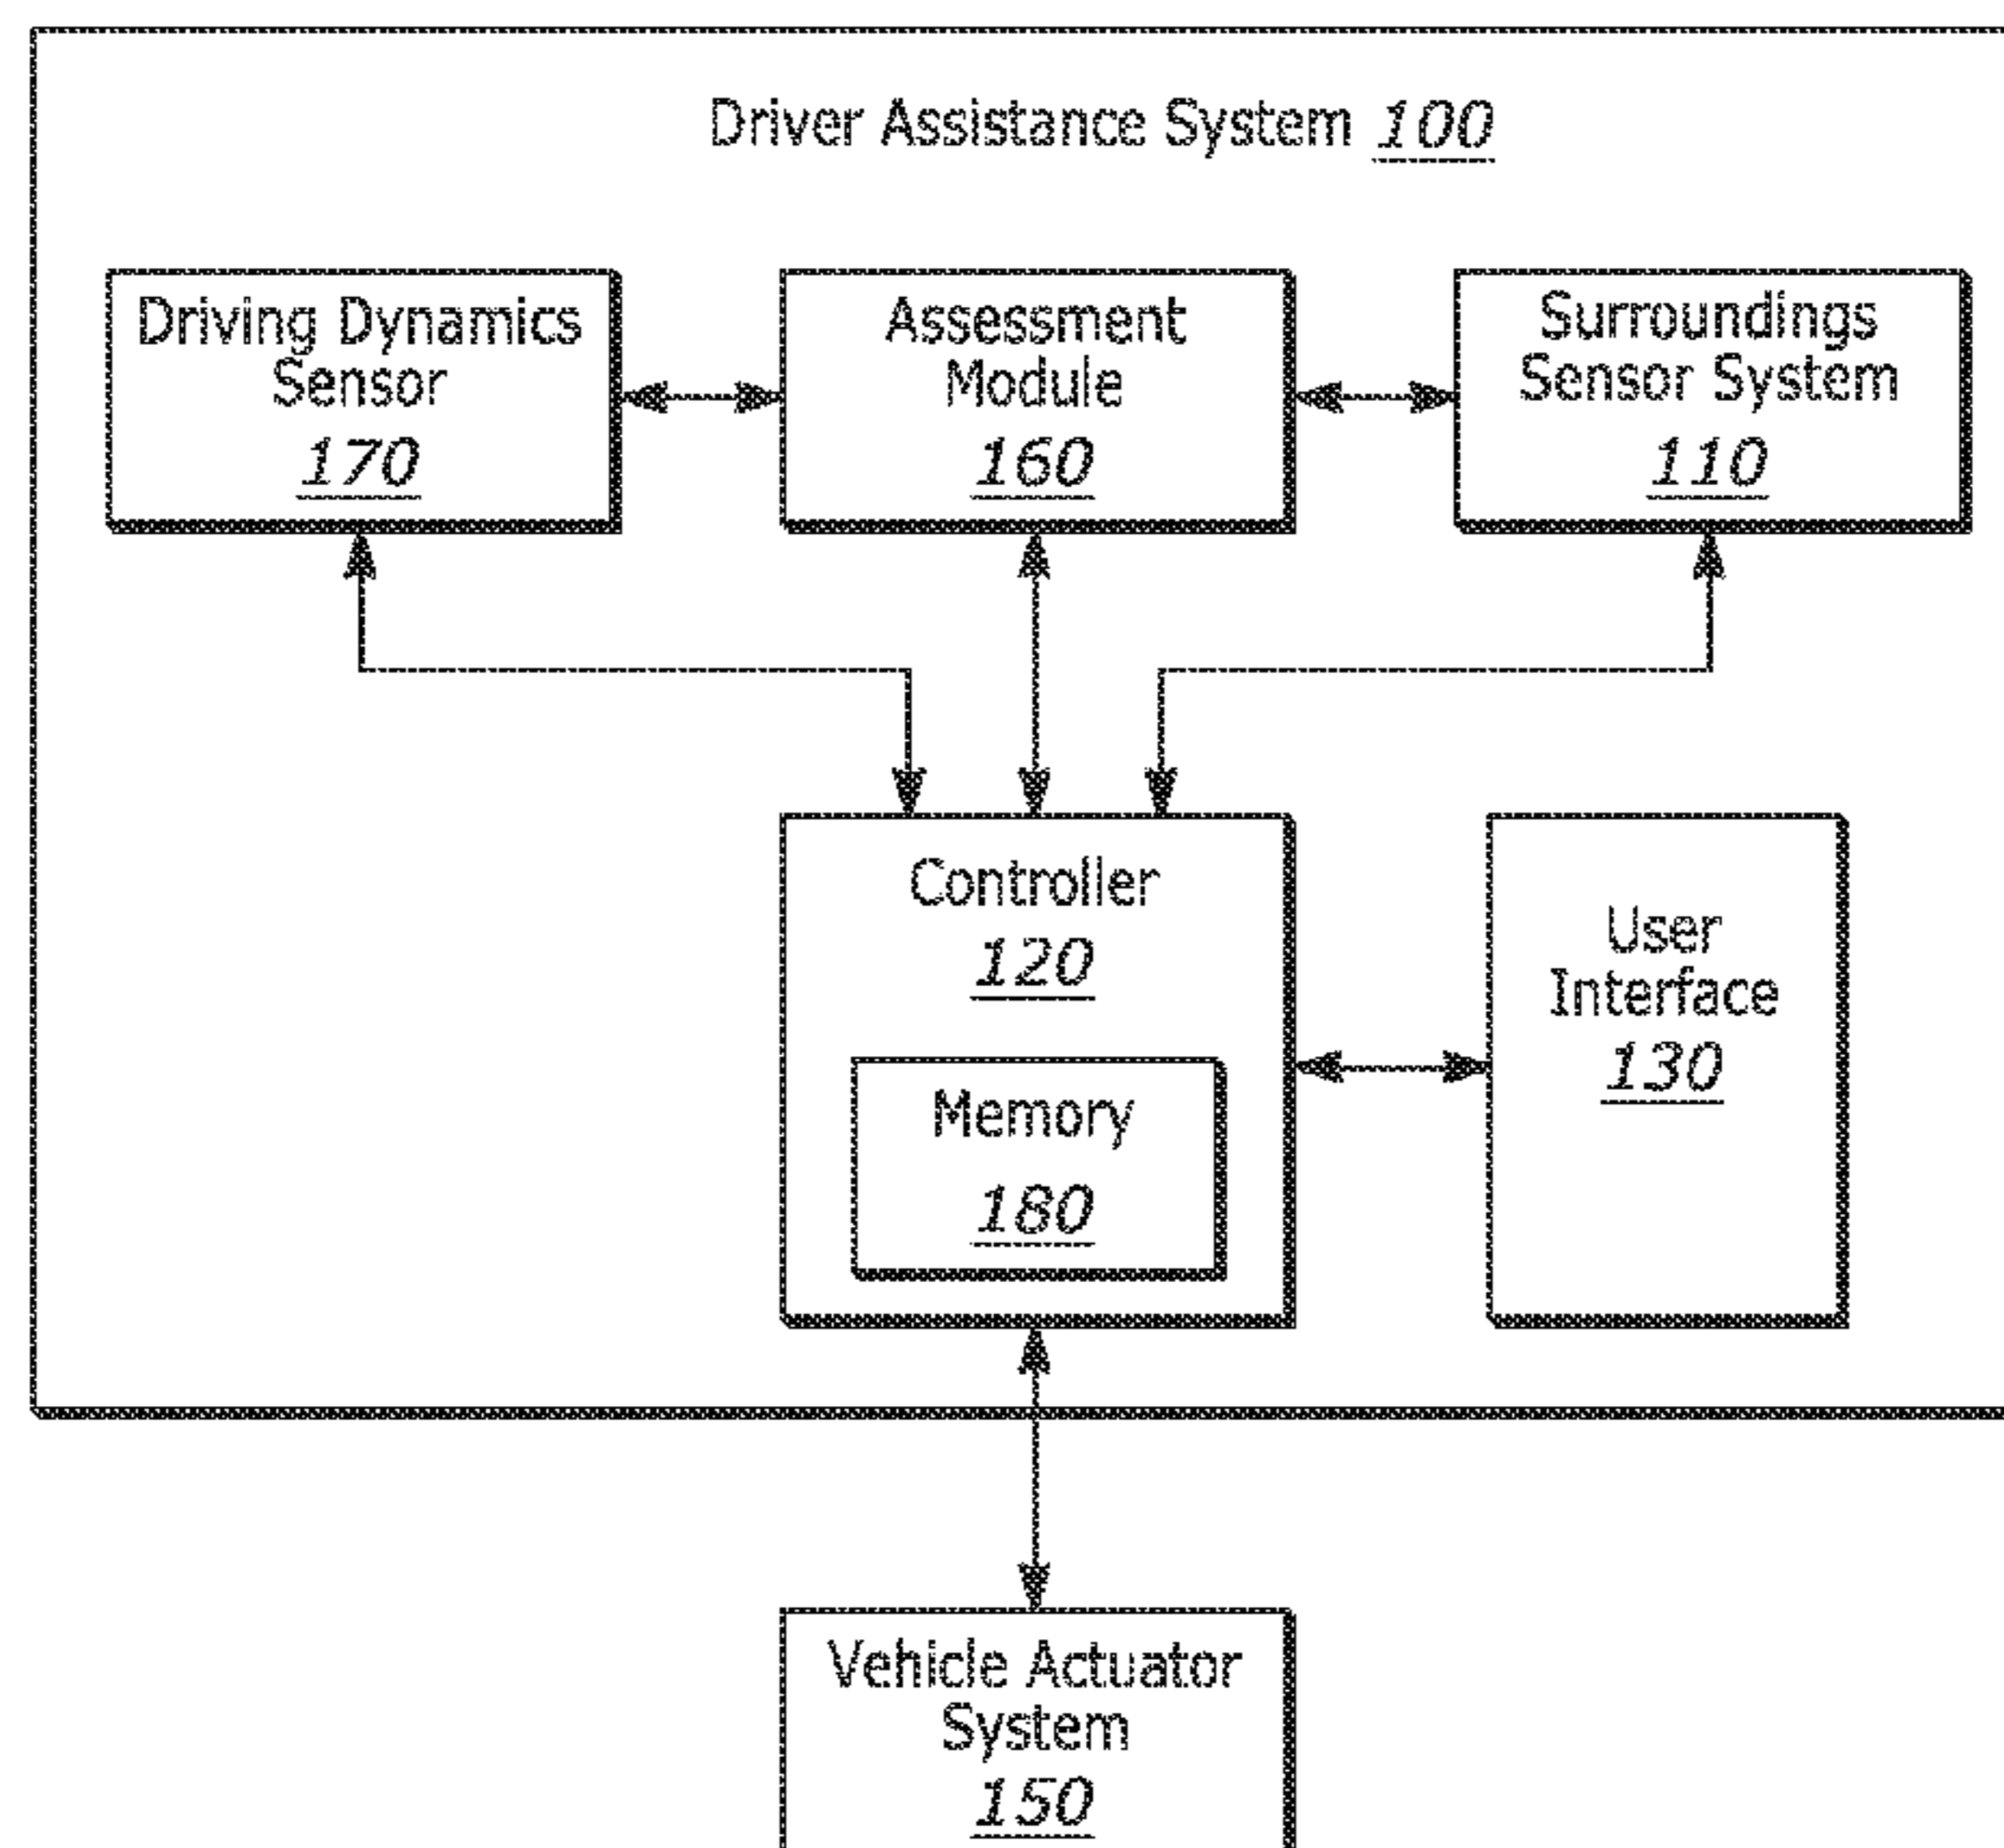 Driver Assistance System 100
Driving Dynamics
Sensor
170
Assessment
Module
160
Surroundings
Sensor System
110
Controller
120
Memory
180
User
Interface
130
Vehicle Actuator
System
150